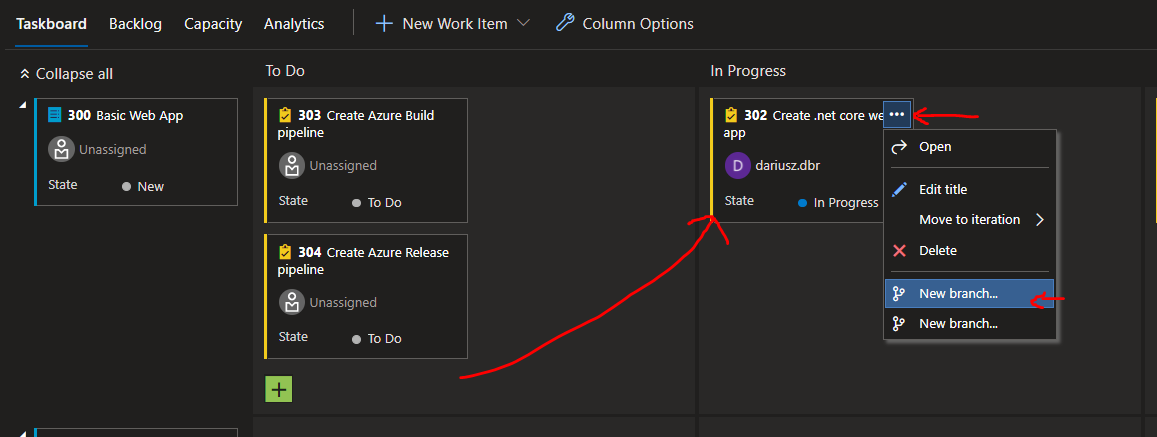 Taskboard Backlog Capacity Analytics New Work Item Column Options
Collapse all To Do In Progress
300 Basic Web App
Unassigned
State New
303 Create Azure Build
pipeline
Unassigned
State To Do
304 Create Azure Release
pipeline
Unassigned
State To Do
302 Create .net core we
app
D dariusz.dbr
State In Progress
Open
Edit title
Move to iteration
Delete
New branch...
New branch...